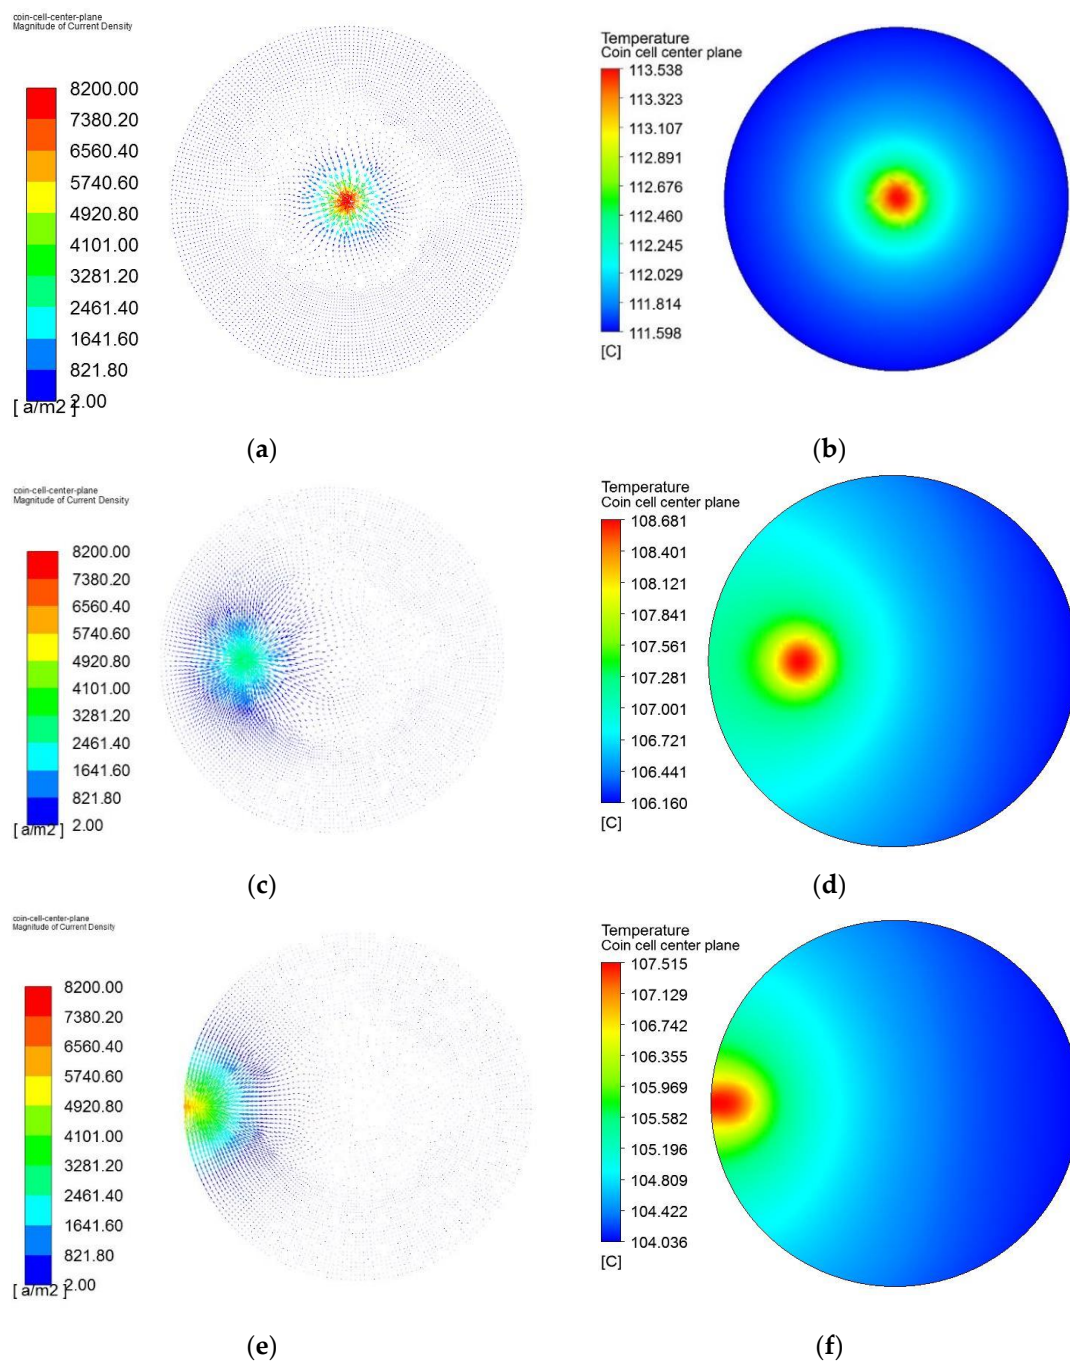 coin-cell-center-plane
Magnitude of Current Density
8200.00
7380.20
6560.40
5740.60
4920.80
4101.00
3281.20
2461.40
1641.60
821.80
2.00
[ a/m2 ]
Temperature
Coin cell center plane
113.538
113.323
113.107
112.891
112.676
112.460
112.245
112.029
111.814
111.598
[C]
(a)
(b)
coin-cell-center-plane
Magnitude of Current Density
8200.00
7380.20
6560.40
5740.60
4920.80
4101.00
3281.20
2461.40
1641.60
821.80
2.00
[ a/m2 ]
Temperature
Coin cell center plane
108.681
108.401
108.121
107.841
107.561
107.281
107.001
106.721
106.441
106.160
[C]
(c)
(d)
coin-cell-center-plane
Magnitude of Current Density
8200.00
7380.20
6560.40
5740.60
4920.80
4101.00
3281.20
2461.40
1641.60
821.80
2.00
[ a/m2 ]
Temperature
Coin cell center plane
107.515
107.129
106.742
106.355
105.969
105.582
105.196
104.809
104.422
104.036
[C]
(e)
(f)